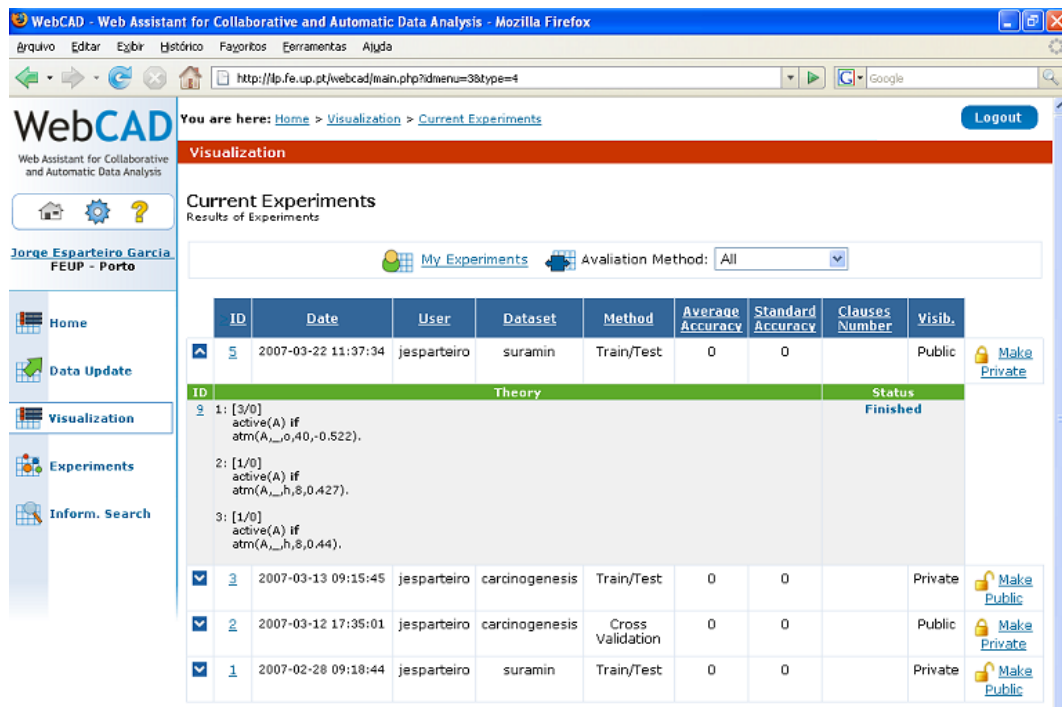 WebCAD - Web Assistant for Collaborative and Automatic Data Analysis - Mozilla Firefox
Arquivo Editar Exibir Histórico Favoritos Ferramentas Ajuda
http://ilp.fe.up.pt/webcad/main.php?idmenu=3&type=4
G Google
WebCAD
Web Assistant for Collaborative
and Automatic Data Analysis
Jorge Esparteiro Garcia
FEUP - Porto
Home
Data Update
Visualization
Experiments
Inform. Search
You are here: Home > Visualization > Current Experiments
Logout
Visualization
Current Experiments
Results of Experiments
My Experiments Avaliation Method: All
ID Date User Dataset Method Average Accuracy Standard Accuracy Clauses Number Visib.
5 2007-03-22 11:37:34 jesparteiro suramin Train/Test 0 0 Public Make Private
ID Theory Status
9 1: [3/0] Finished
active(A) if
atm(A,_,o,40,-0.522).
2: [1/0]
active(A) if
atm(A,_,h,8,0.427).
3: [1/0]
active(A) if
atm(A,_,h,8,0.44).
3 2007-03-13 09:15:45 jesparteiro carcinogenesis Train/Test 0 0 Private Make Public
2 2007-03-12 17:35:01 jesparteiro carcinogenesis Cross Validation 0 0 Public Make Private
1 2007-02-28 09:18:44 jesparteiro suramin Train/Test 0 0 Private Make Public